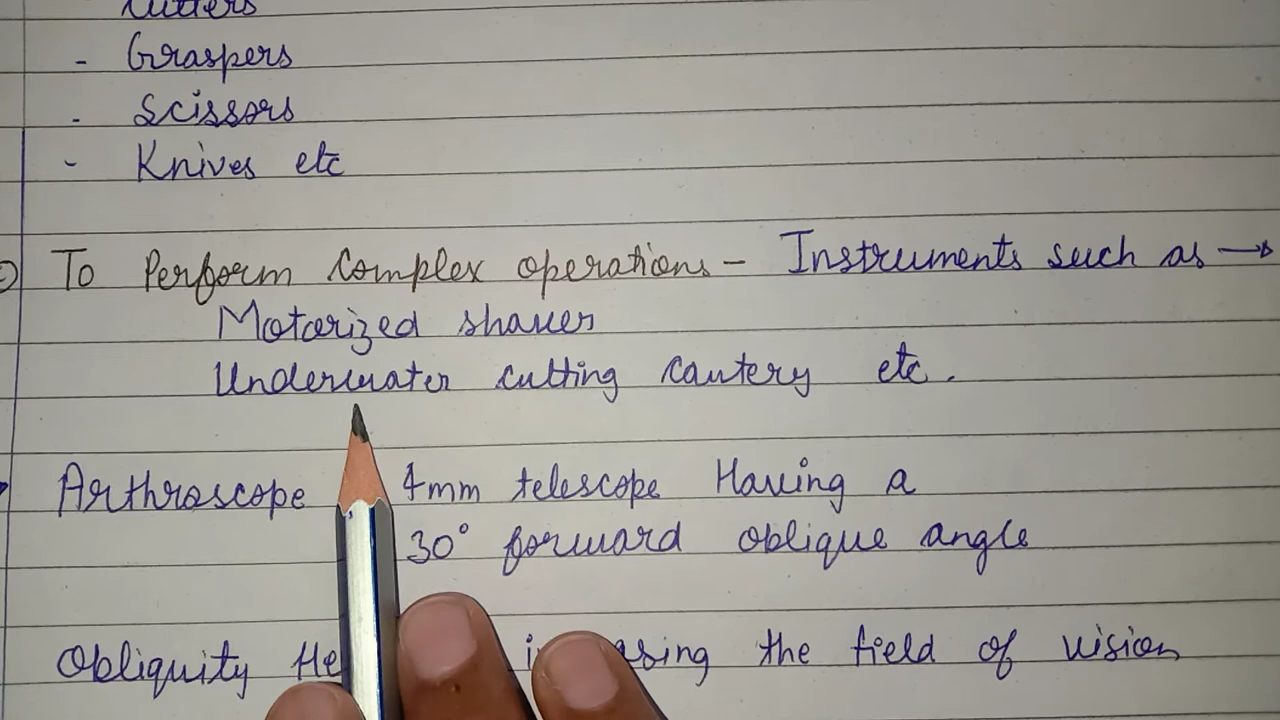 Cutters
- Graspers
- Scissors
- Knives etc
To Perform Complex operations - Instruments such as →
Motorized shaver
Underwater cutting cautery etc.
Arthroscope 4mm telescope Having a
30° forward oblique angle
Obliquity the field of vision